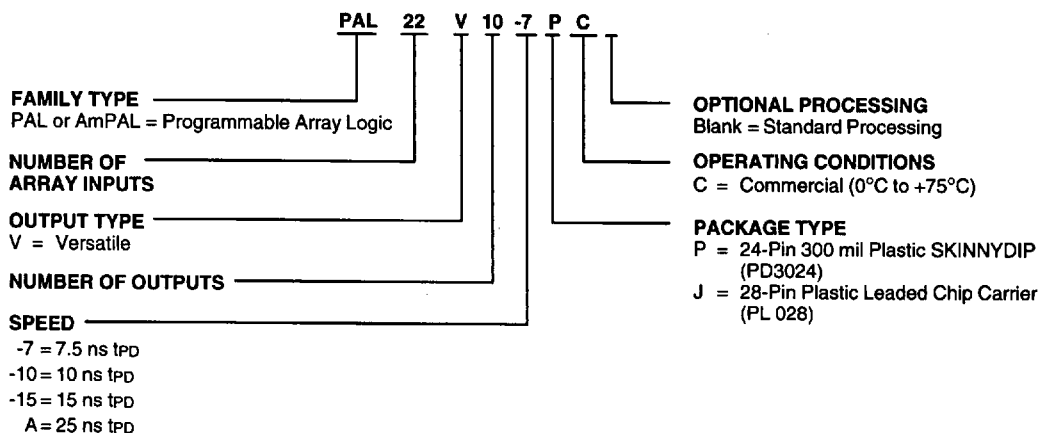 PAL 22 V 10 -7 P C
FAMILY TYPE
PAL or AmPAL = Programmable Array Logic
NUMBER OF
ARRAY INPUTS
OUTPUT TYPE
V = Versatile
NUMBER OF OUTPUTS
SPEED
-7 = 7.5 ns tPD
-10 = 10 ns tPD
-15 = 15 ns tPD
A = 25 ns tPD
OPTIONAL PROCESSING
Blank = Standard Processing
OPERATING CONDITIONS
C = Commercial (0°C to +75°C)
PACKAGE TYPE
P = 24-Pin 300 mil Plastic SKINNYDIP
(PD3024)
J = 28-Pin Plastic Leaded Chip Carrier
(PL 028)